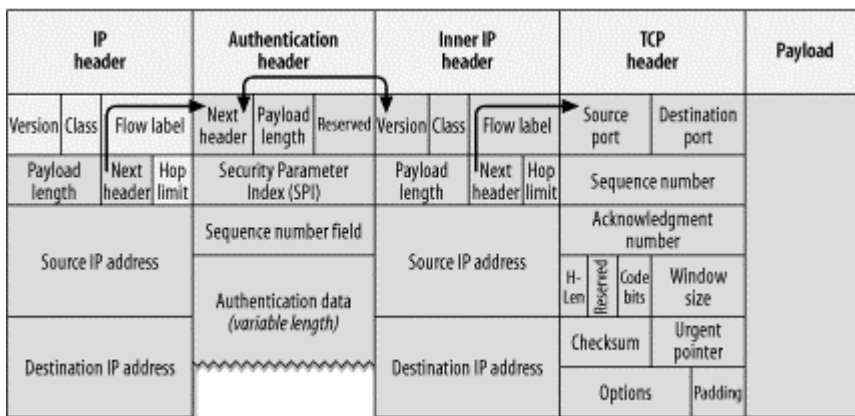 IP
header
Authentication
header
Inner IP
header
TCP
header
Payload
Version
Class
Flow label
Next
header
Payload
length
Reserved
Version
Class
Flow label
Source
port
Destination
port
Payload
length
Next
header
Hop
limit
Security Parameter
Index (SPI)
Payload
length
Next
header
Hop
limit
Sequence number
Source IP address
Sequence number field
Source IP address
Acknowledgment
number
Authentication data
(variable length)
H-
Len
Reserved
Code
bits
Window
size
Destination IP address
Destination IP address
Checksum
Urgent
pointer
Options
Padding